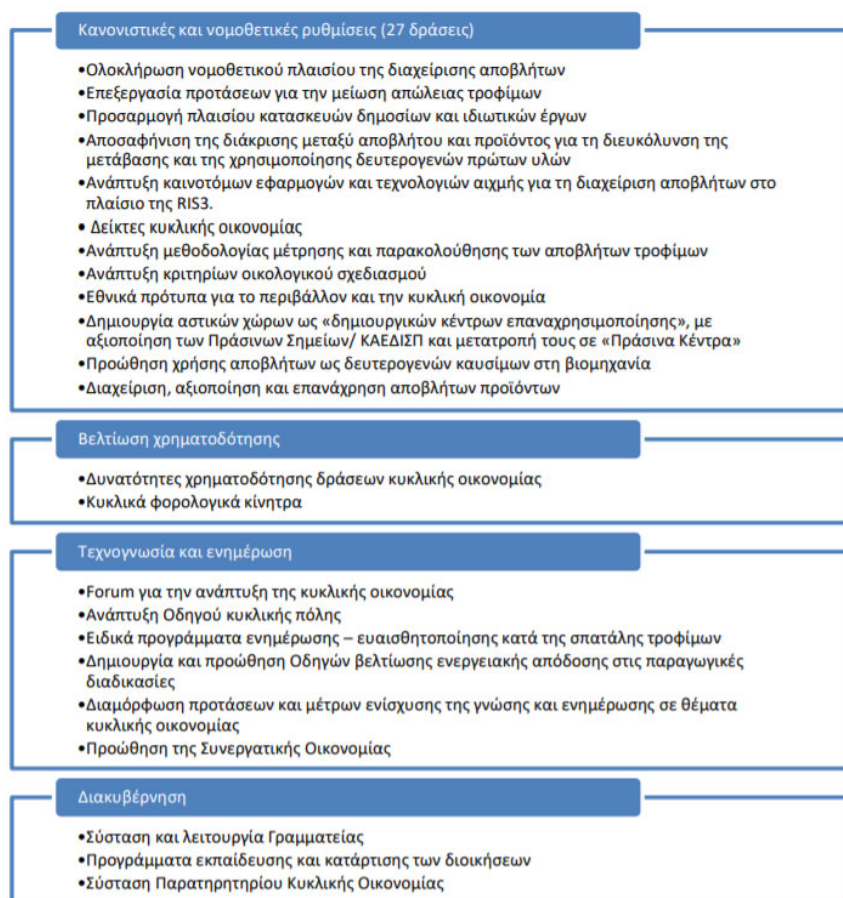 Κανονιστικές και νομοθετικές ρυθμίσεις (27 δράσεις)
•Ολοκλήρωση νομοθετικού πλαισίου της διαχείρισης αποβλήτων
•Επεξεργασία προτάσεων για την μείωση απώλειας τροφίμων
•Προσαρμογή πλαισίου κατασκευών δημοσίων και ιδιωτικών έργων
•Αποσαφήνιση της διάκρισης μεταξύ αποβλήτου και προϊόντος για τη διευκόλυνση της
μετάβασης και της χρησιμοποίησης δευτερογενών πρώτων υλών
•Ανάπτυξη καινοτόμων εφαρμογών και τεχνολογιών αιχμής για τη διαχείριση αποβλήτων στο
πλαίσιο της RIS3.
• Δείκτες κυκλικής οικονομίας
•Ανάπτυξη μεθοδολογίας μέτρησης και παρακολούθησης των αποβλήτων τροφίμων
•Ανάπτυξη κριτηρίων οικολογικού σχεδιασμού
•Εθνικά πρότυπα για το περιβάλλον και την κυκλική οικονομία
•Δημιουργία αστικών χώρων ως «δημιουργικών κέντρων επαναχρησιμοποίησης», με
αξιοποίηση των Πράσινων Σημείων/ ΚΑΕΔΙΣΠ και μετατροπή τους σε «Πράσινα Κέντρα»
•Προώθηση χρήσης αποβλήτων ως δευτερογενών καυσίμων στη βιομηχανία
•Διαχείριση, αξιοποίηση και επανάχρηση αποβλήτων προϊόντων
Βελτίωση χρηματοδότησης
•Δυνατότητες χρηματοδότησης δράσεων κυκλικής οικονομίας
•Κυκλικά φορολογικά κίνητρα
Τεχνογνωσία και ενημέρωση
•Forum για την ανάπτυξη της κυκλικής οικονομίας
•Ανάπτυξη Οδηγού κυκλικής πόλης
•Ειδικά προγράμματα ενημέρωσης – ευαισθητοποίησης κατά της σπατάλης τροφίμων
•Δημιουργία και προώθηση Οδηγών βελτίωσης ενεργειακής απόδοσης στις παραγωγικές
διαδικασίες
•Διαμόρφωση προτάσεων και μέτρων ενίσχυσης της γνώσης και ενημέρωσης σε θέματα
κυκλικής οικονομίας
•Προώθηση της Συνεργατικής Οικονομίας
Διακυβέρνηση
•Σύσταση και λειτουργία Γραμματείας
•Προγράμματα εκπαίδευσης και κατάρτισης των διοικήσεων
•Σύσταση Παρατηρητηρίου Κυκλικής Οικονομίας